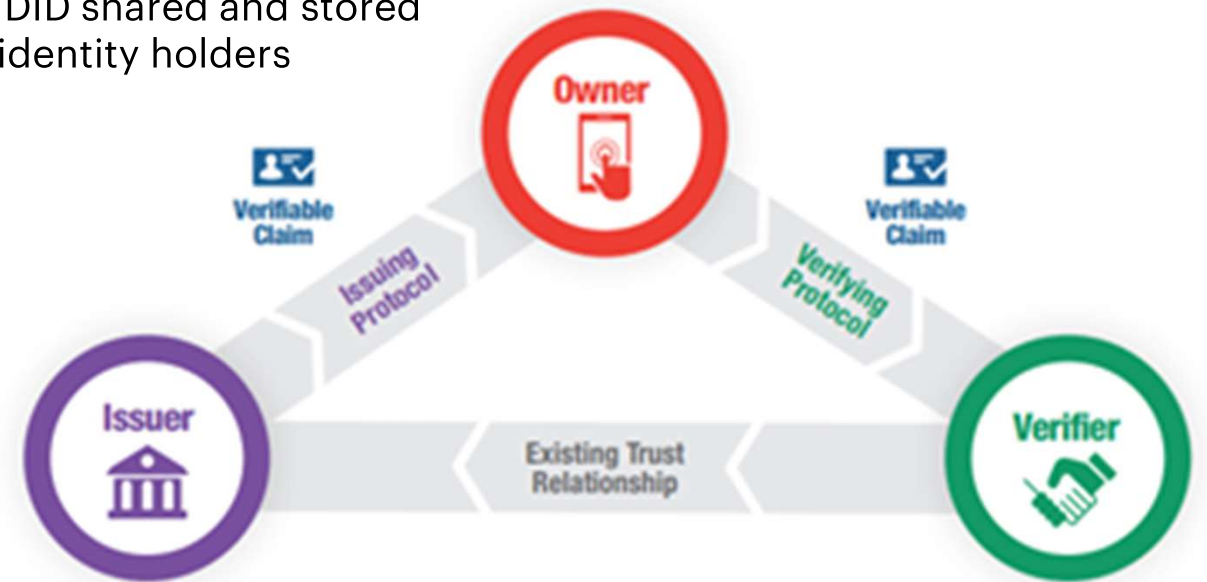 DID shared and stored
identity holders
Owner
Verifiable
Claim
Verifiable
Claim
Issuing
Protocol
Verifying
Protocol
Issuer
Existing Trust
Relationship
Verifier